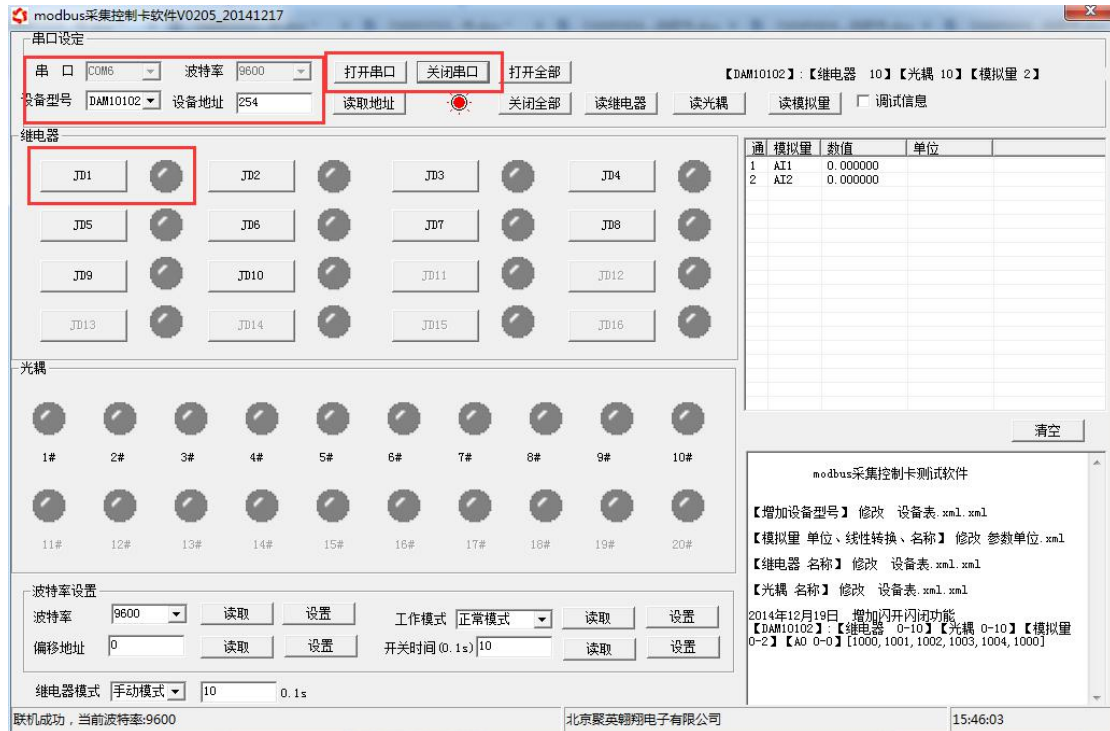 modbus采集控制卡软件V0205_20141217
串口设定
串 口 COM6 波特率 9600 打开串口 关闭串口 打开全部 【DAM10102】:【继电器 10】【光耦 10】【模拟量 2】
设备型号 DAM10102 设备地址 254 读取地址 关闭全部 读继电器 读光耦 读模拟量 调试信息
继电器
JD1 JD2 JD3 JD4
JD5 JD6 JD7 JD8
JD9 JD10 JD11 JD12
JD13 JD14 JD15 JD16
通 模拟量 数值 单位
1 AI1 0.000000
2 AI2 0.000000
清空
光耦
1# 2# 3# 4# 5# 6# 7# 8# 9# 10#
11# 12# 13# 14# 15# 16# 17# 18# 19# 20#
modbus采集控制卡测试软件
【增加设备型号】 修改 设备表.xml.xml
【模拟量 单位、线性转换、名称】 修改 参数单位.xml
【继电器 名称】 修改 设备表.xml.xml
【光耦 名称】 修改 设备表.xml.xml
2014年12月19日 增加闪开闪闭功能
【DAM10102】:【继电器 0-10】【光耦 0-10】【模拟量
0-2】【AO 0-0】[1000,1001,1002,1003,1004,1000]
波特率设置
波特率 9600 读取 设置 工作模式 正常模式 读取 设置
偏移地址 0 读取 设置 开关时间(0.1s) 10 读取 设置
继电器模式 手动模式 10 0.1s
联机成功，当前波特率:9600 北京聚英翱翔电子有限公司 15:46:03